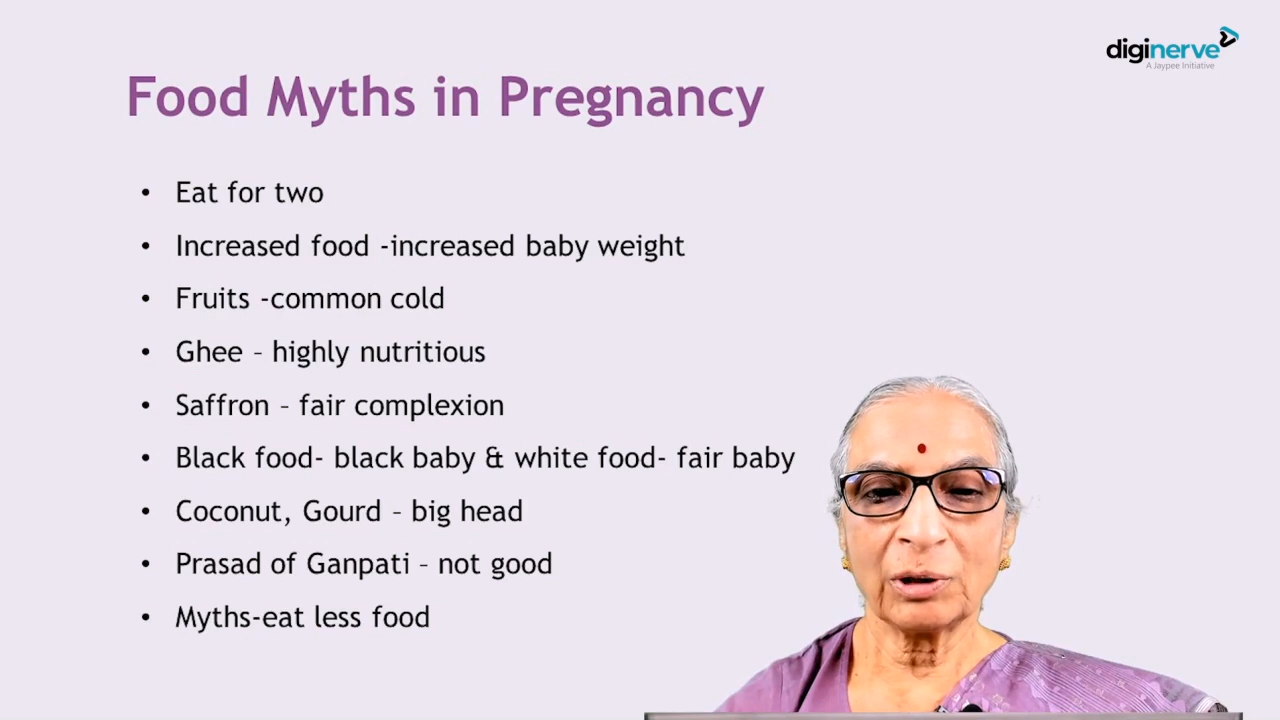 diginerve
A Jaypee Initiative
Food Myths in Pregnancy
• Eat for two
• Increased food -increased baby weight
• Fruits -common cold
• Ghee – highly nutritious
• Saffron – fair complexion
• Black food- black baby & white food- fair baby
• Coconut, Gourd – big head
• Prasad of Ganpati – not good
• Myths-eat less food